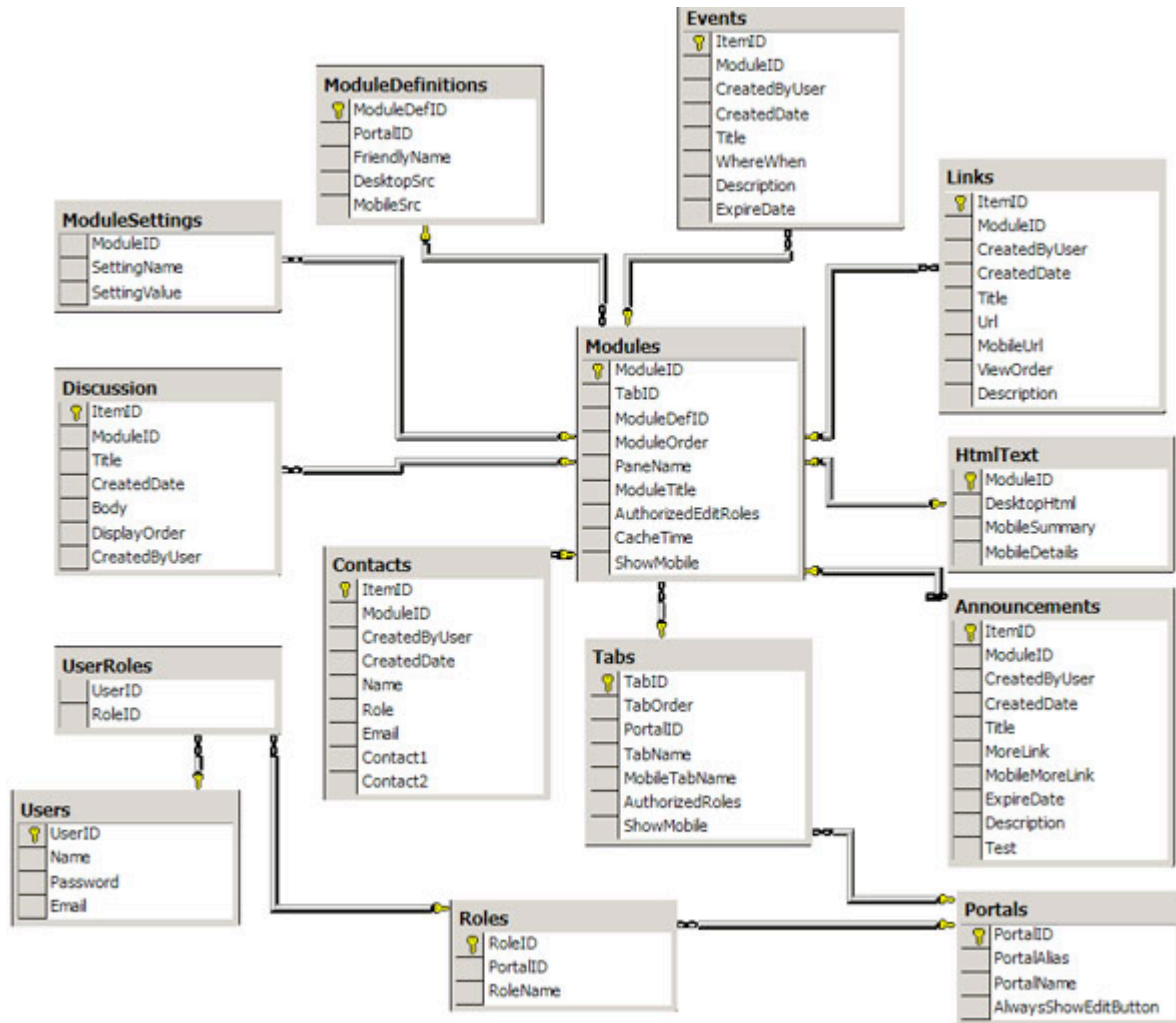 Events
ItemID
ModuleID
CreatedByUser
CreatedDate
Title
WhereWhen
Description
ExpireDate
ModuleDefinitions
ModuleDefID
PortalID
FriendlyName
DesktopSrc
MobileSrc
Links
ItemID
ModuleID
CreatedByUser
CreatedDate
Title
Url
MobileUrl
ViewOrder
Description
ModuleSettings
ModuleID
SettingName
SettingValue
Modules
ModuleID
TabID
ModuleDefID
ModuleOrder
PaneName
ModuleTitle
AuthorizedEditRoles
CacheTime
ShowMobile
Discussion
ItemID
ModuleID
Title
CreatedDate
Body
DisplayOrder
CreatedByUser
HtmlText
ModuleID
DesktopHtml
MobileSummary
MobileDetails
Contacts
ItemID
ModuleID
CreatedByUser
CreatedDate
Name
Role
Email
Contact1
Contact2
Announcements
ItemID
ModuleID
CreatedByUser
CreatedDate
Title
MoreLink
MobileMoreLink
ExpireDate
Description
Test
Tabs
TabID
TabOrder
PortalID
TabName
MobileTabName
AuthorizedRoles
ShowMobile
UserRoles
UserID
RoleID
Users
UserID
Name
Password
Email
Roles
RoleID
PortalID
RoleName
Portals
PortalID
PortalAlias
PortalName
AlwaysShowEditButton